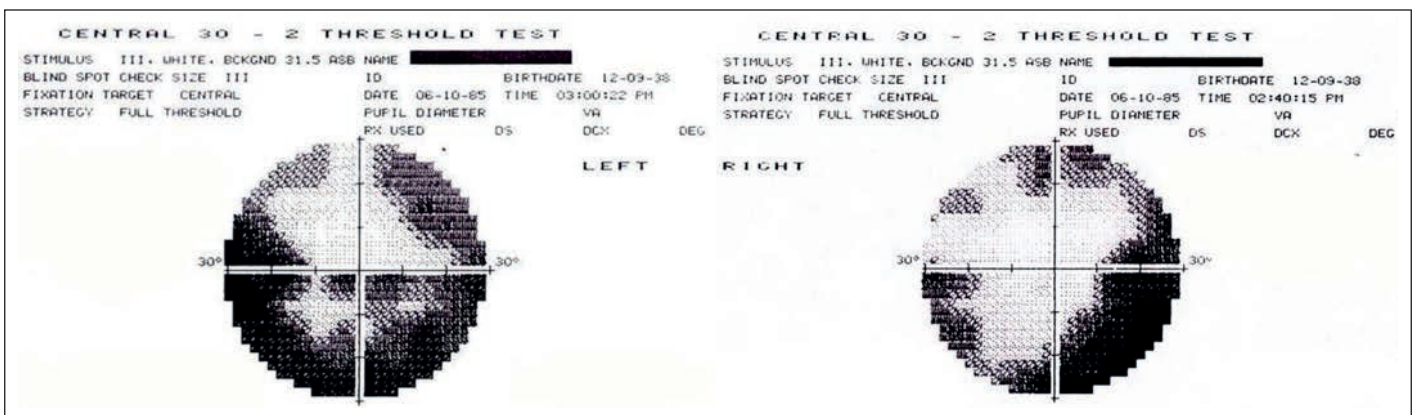 CENTRAL 30 - 2 THRESHOLD TEST
STIMULUS III, WHITE, BCKGND 31.5 ASB NAME
BLIND SPOT CHECK SIZE III ID BIRTHDATE 12-09-38
FIXATION TARGET CENTRAL DATE 06-10-85 TIME 03:00:22 PM
STRATEGY FULL THRESHOLD PUPIL DIAMETER VA
RX USED DS DCX DEG
LEFT
30° 30°
CENTRAL 30 - 2 THRESHOLD TEST
STIMULUS III, WHITE, BCKGND 31.5 ASB NAME
BLIND SPOT CHECK SIZE III ID BIRTHDATE 12-09-38
FIXATION TARGET CENTRAL DATE 06-10-85 TIME 02:40:15 PM
STRATEGY FULL THRESHOLD PUPIL DIAMETER VA
RX USED DS DCX DEG
RIGHT
30° 30°